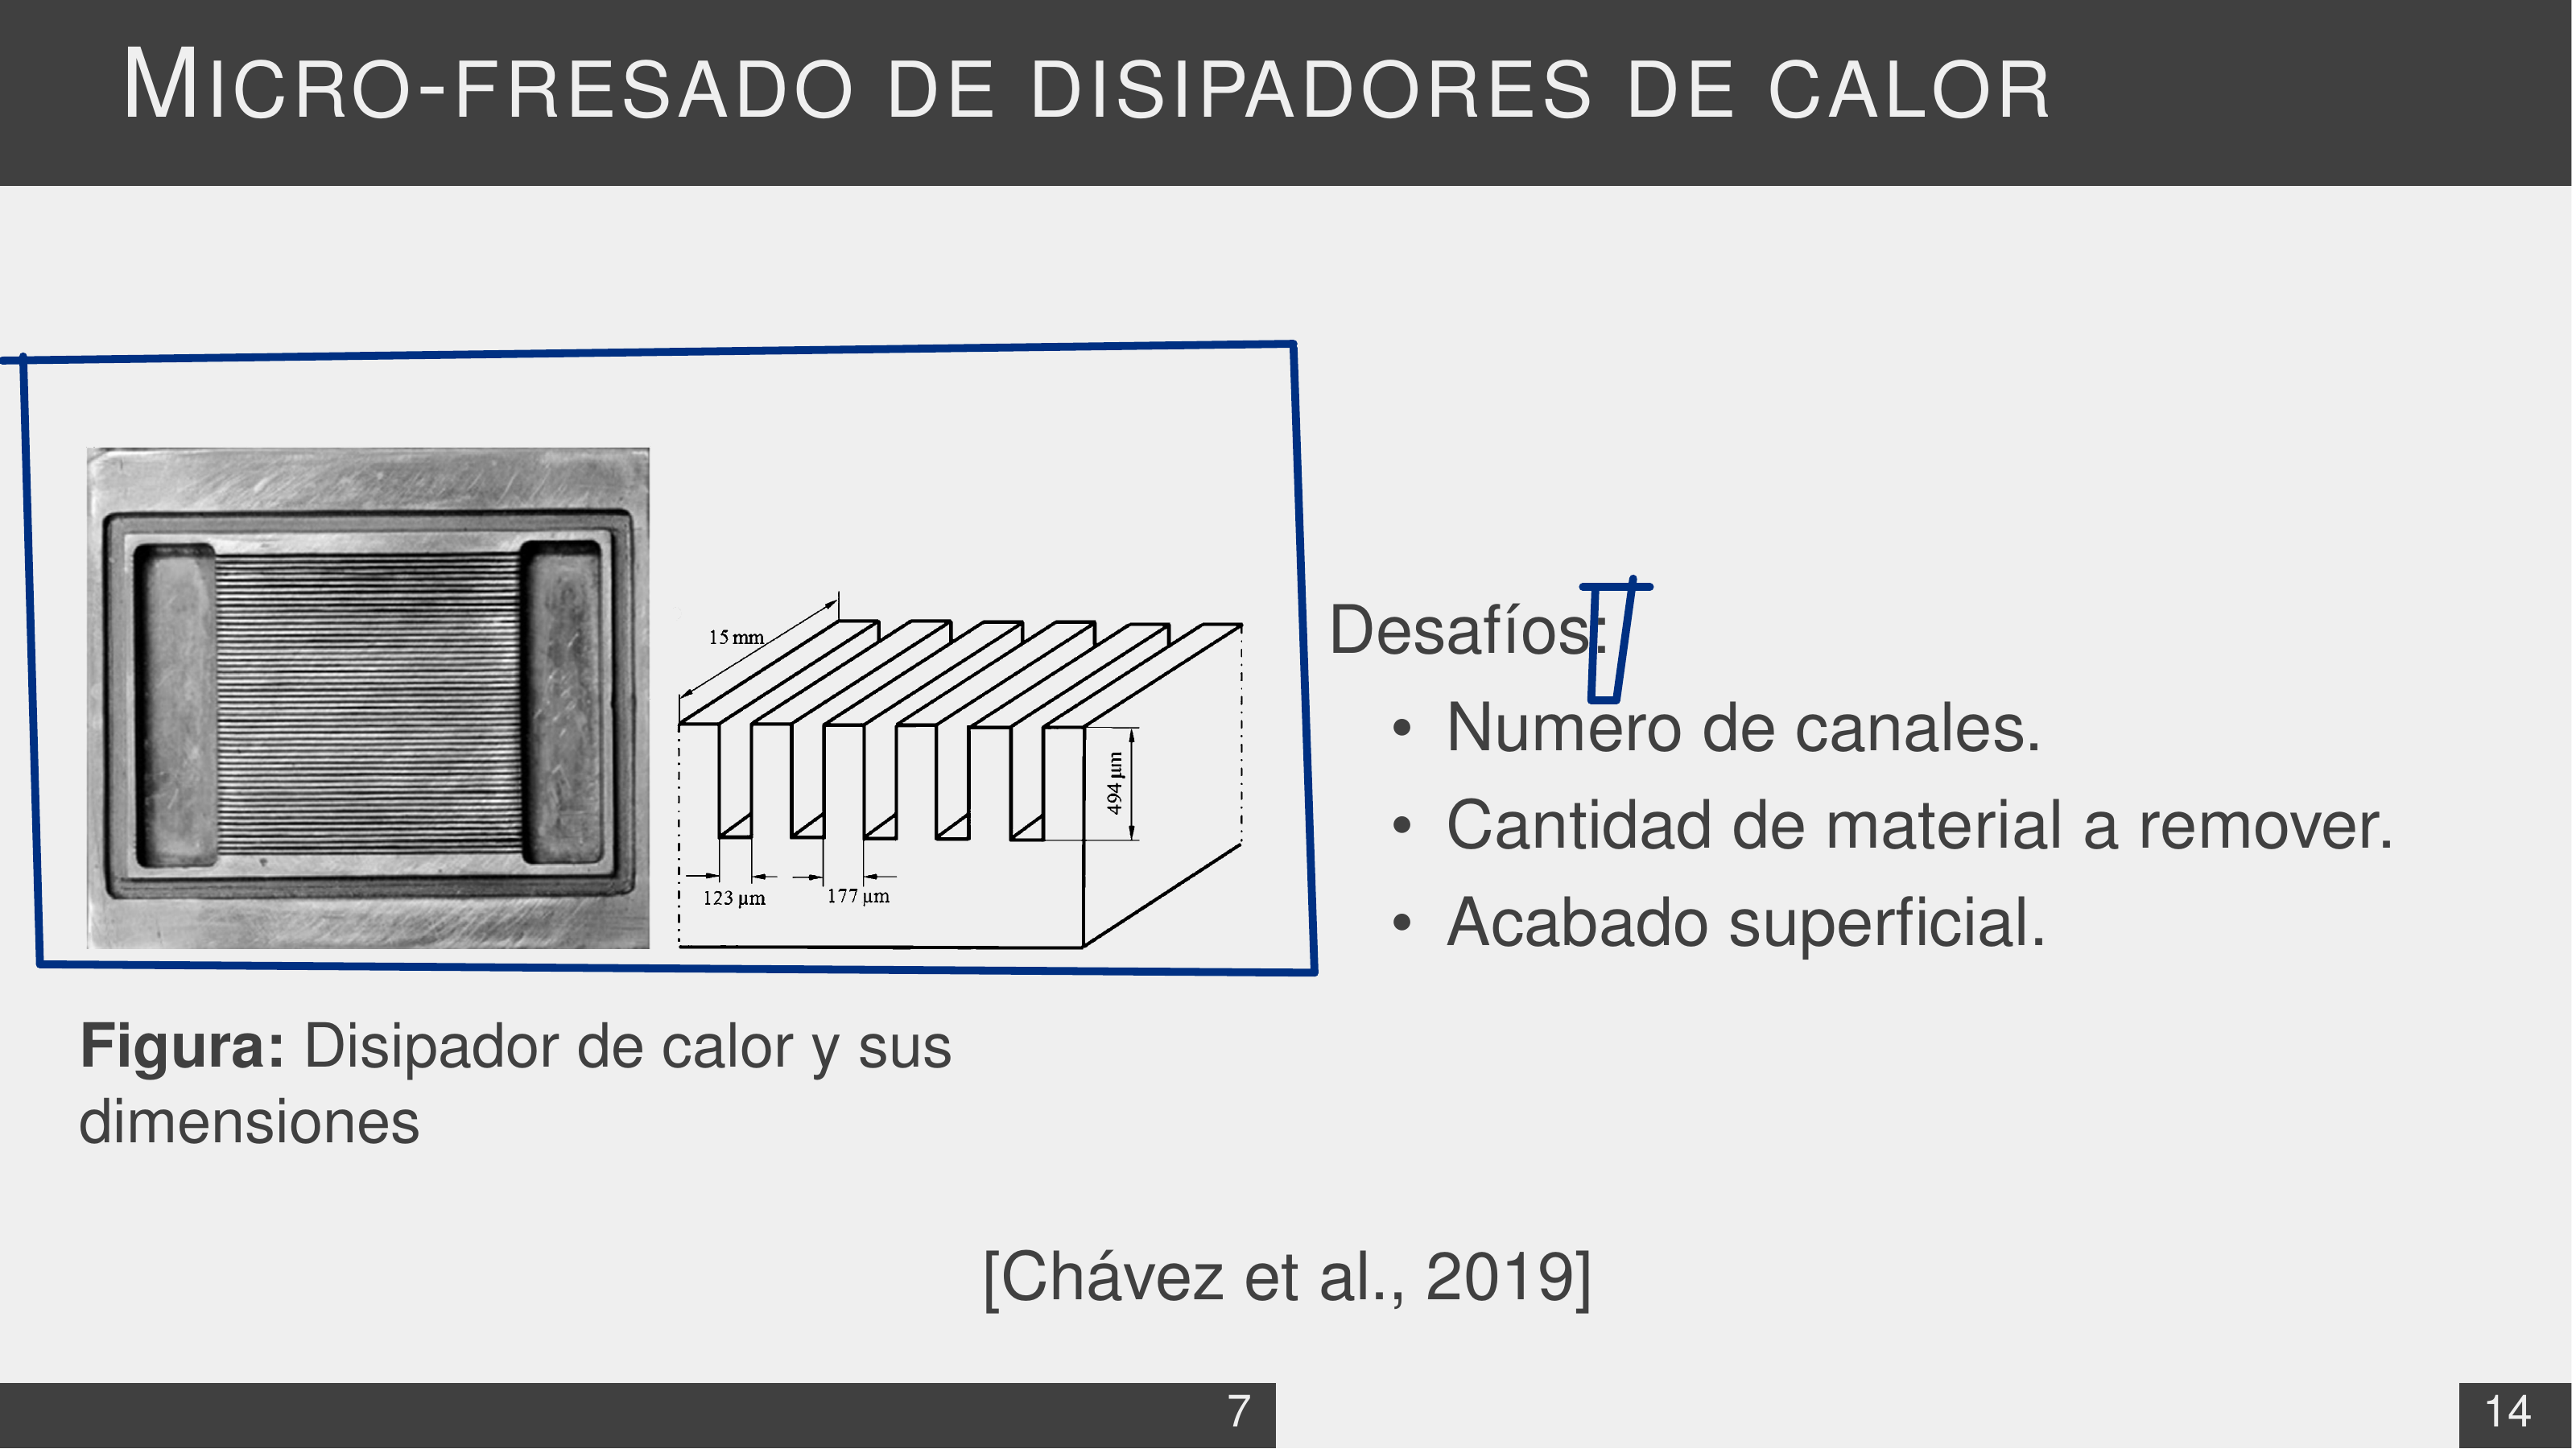 MICRO-FRESADO DE DISIPADORES DE CALOR
15 mm
494 µm
123 µm
177 µm
Figura: Disipador de calor y sus
dimensiones
Desafíos:
• Numero de canales.
• Cantidad de material a remover.
• Acabado superficial.
[Chávez et al., 2019]
7
14